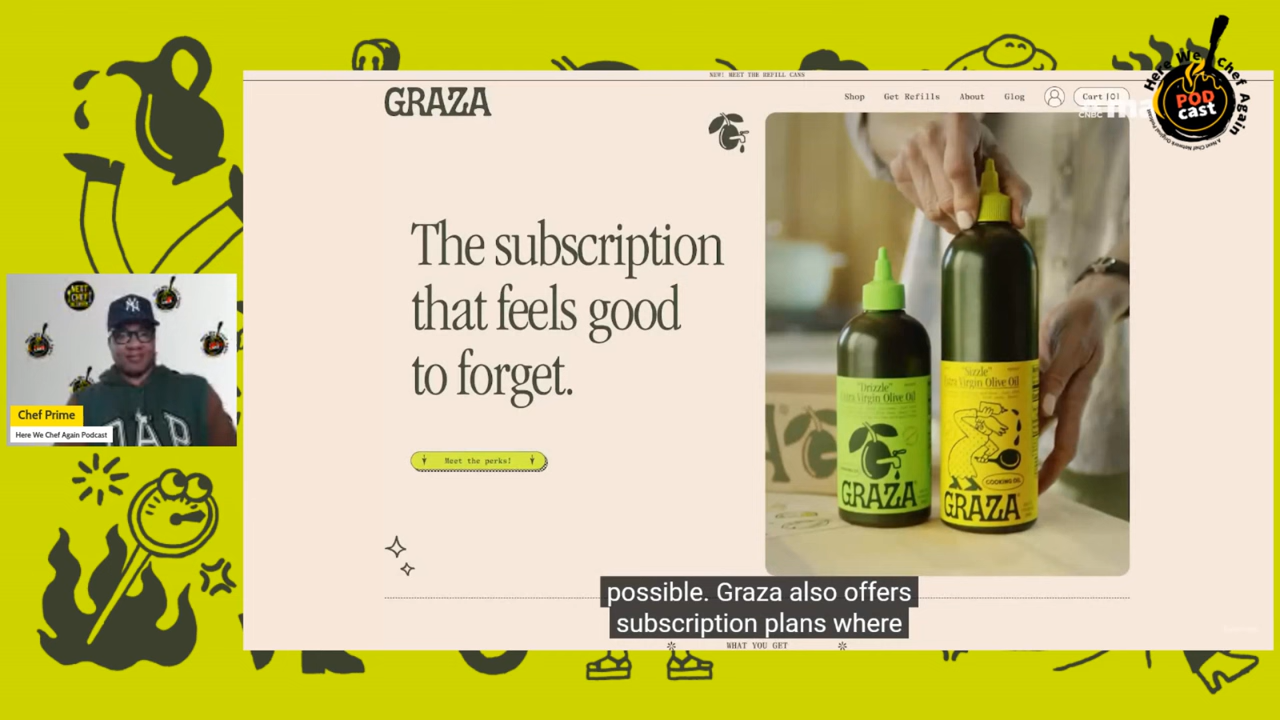 NEW! MEET THE REFILL CANS
GRAZA
Shop Get Refills About Glog Cart [0]
CNBC
Here We Chef Again
POD
cast
The subscription
that feels good
to forget.
Meet the perks!
"Drizzle"
Extra Virgin Olive Oil
GRAZA
"Sizzle"
Extra Virgin Olive Oil
COOKING OIL
GRAZA
NEXT
CHEF
Chef Prime
Here We Chef Again Podcast
possible. Graza also offers
subscription plans where
WHAT YOU GET